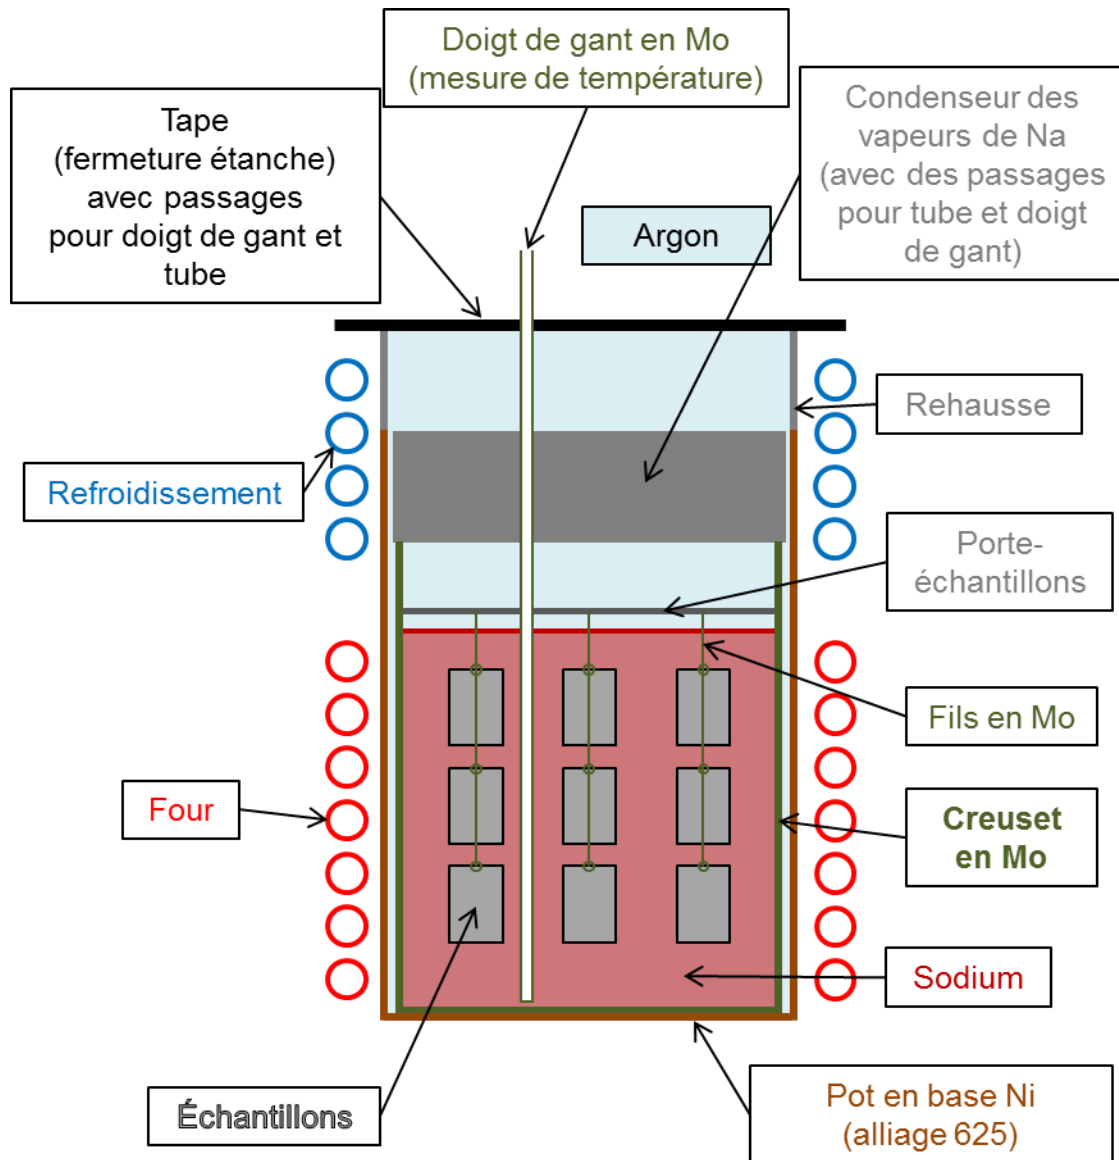 Doigt de gant en Mo
(mesure de température)
Tape
(fermeture étanche)
avec passages
pour doigt de gant et
tube
Condenseur des
vapeurs de Na
(avec des passages
pour tube et doigt
de gant)
Argon
Rehausse
Refroidissement
Porte-
échantillons
Fils en Mo
Four
Creuset
en Mo
Sodium
Échantillons
Pot en base Ni
(alliage 625)